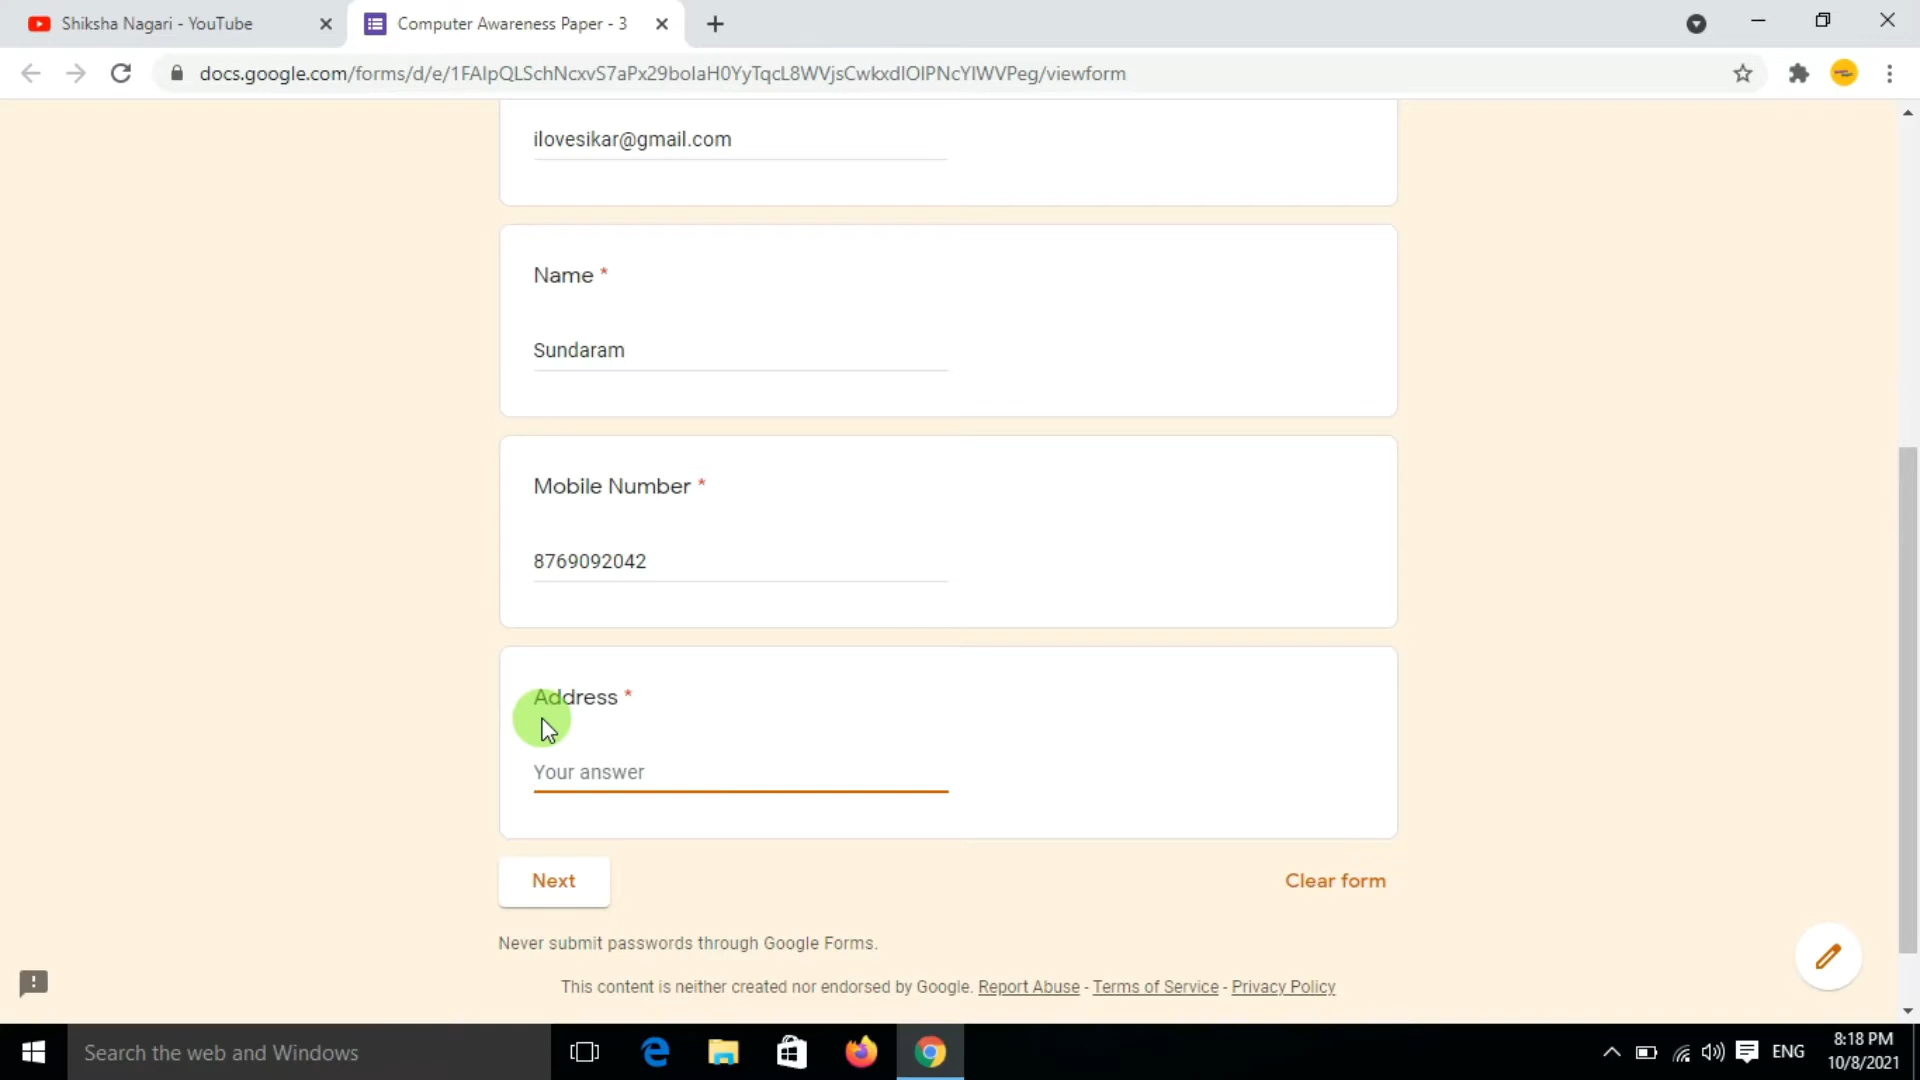 Shiksha Nagari - YouTube
Computer Awareness Paper - 3
docs.google.com/forms/d/e/1FAIpQLSchNcxvS7aPx29bolaH0YyTqcL8WVjsCwkxdlOIPNcYIWVPeg/viewform
ilovesikar@gmail.com
Name *
Sundaram
Mobile Number *
8769092042
Address *
Your answer
Next
Clear form
Never submit passwords through Google Forms.
This content is neither created nor endorsed by Google. Report Abuse - Terms of Service - Privacy Policy
Search the web and Windows
ENG
8:18 PM
10/8/2021